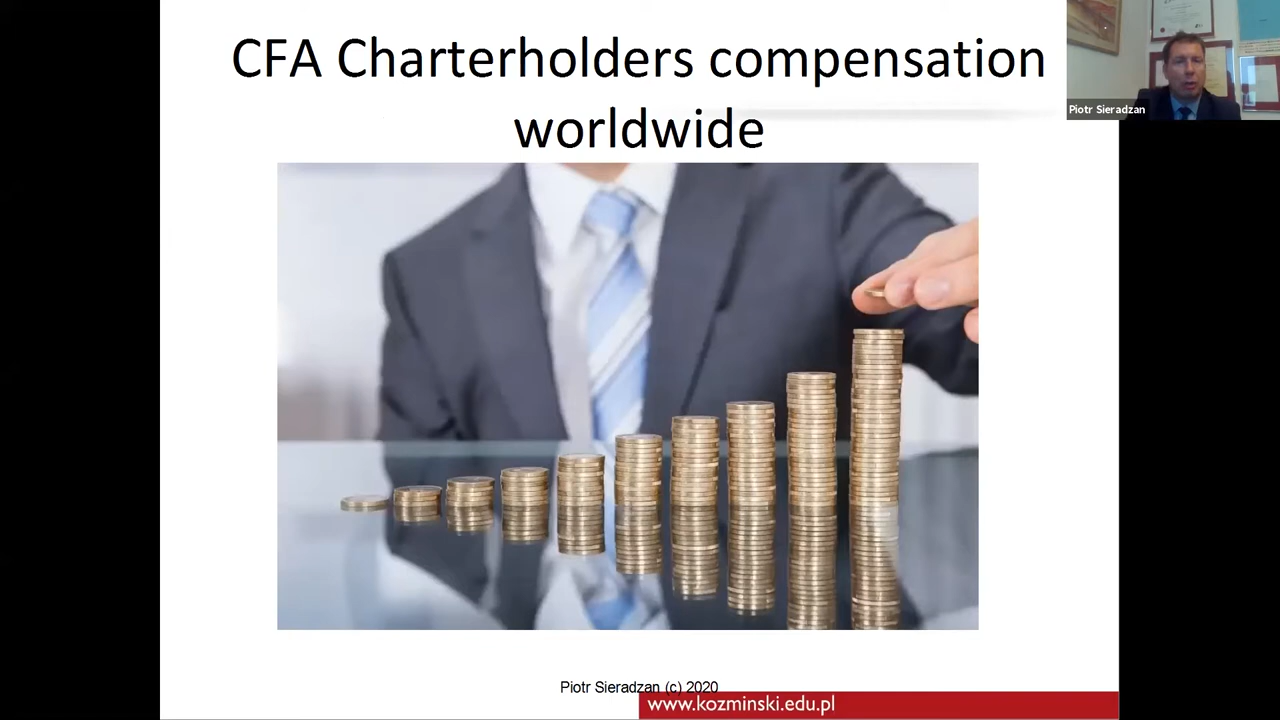 CFA Charterholders compensation
worldwide
Piotr Sieradzan
Piotr Sieradzan (c) 2020
www.kozminski.edu.pl